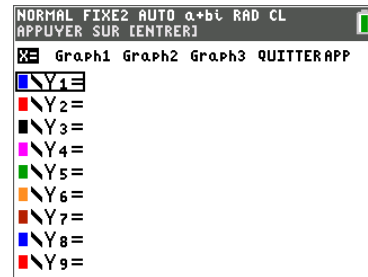 NORMAL FIXE2 AUTO a+bi RAD CL
APPUYER SUR [ENTRER]
X= Graph1 Graph2 Graph3 QUITTERAPP
\Y1=
\Y2=
\Y3=
\Y4=
\Y5=
\Y6=
\Y7=
\Y8=
\Y9=